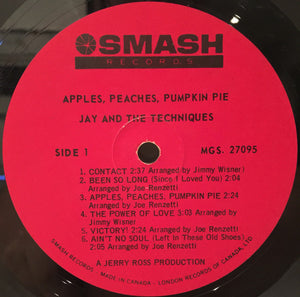 SMASH
RECORDS
APPLES, PEACHES, PUMPKIN PIE
JAY AND THE TECHNIQUES
SIDE 1
MGS. 27095
1. CONTACT 2:37 Arranged by Jimmy Wisner
2. BEEN SO LONG (Since I Loved You) 2:04
Arranged by Joe Renzetti
3. APPLES, PEACHES, PUMPKIN PIE 2:24
Arranged by Joe Renzetti
4. THE POWER OF LOVE 3:03 Arranged by
Jimmy Wisner
5. VICTORY! 2:24 Arranged by Joe Renzetti
6. AIN'T NO SOUL (Left In These Old Shoes)
2:05 Arranged by Joe Renzetti
A JERRY ROSS PRODUCTION
SMASH RECORDS - MADE IN CANADA - LONDON RECORDS OF CANADA, LTD